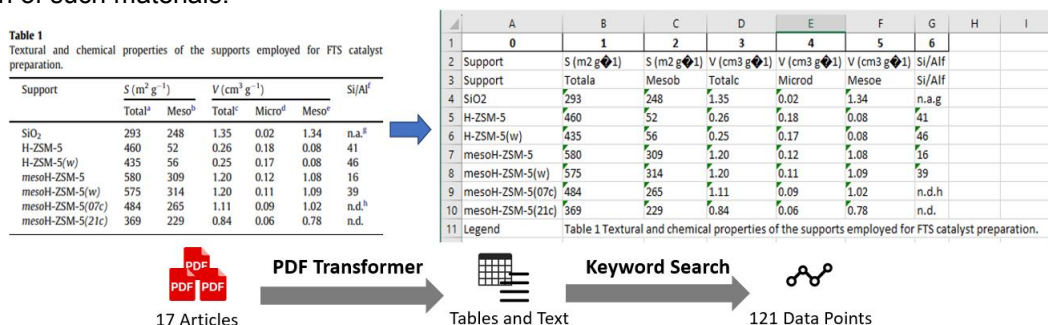 n of such materials.
Table 1
Textural and chemical properties of the supports employed for FTS catalyst
preparation.
Support S (m² g⁻¹) V (cm³ g⁻¹) Si/Alᶠ
Totalᵃ Mesoᵇ Totalᶜ Microᵈ Mesoᵉ
SiO₂ 293 248 1.35 0.02 1.34 n.a.ᵍ
H-ZSM-5 460 52 0.26 0.18 0.08 41
H-ZSM-5(w) 435 56 0.25 0.17 0.08 46
mesoH-ZSM-5 580 309 1.20 0.12 1.08 16
mesoH-ZSM-5(w) 575 314 1.20 0.11 1.09 39
mesoH-ZSM-5(07c) 484 265 1.11 0.09 1.02 n.d.ʰ
mesoH-ZSM-5(21c) 369 229 0.84 0.06 0.78 n.d.
A B C D E F G H I
1 0 1 2 3 4 5 6
2 Support S (m2 g�1) S (m2 g�1) V (cm3 g�1) V (cm3 g�1) V (cm3 g�1) Si/Alf
3 Support Totala Mesob Totalc Microd Mesoe Si/Alf
4 SiO2 293 248 1.35 0.02 1.34 n.a.g
5 H-ZSM-5 460 52 0.26 0.18 0.08 41
6 H-ZSM-5(w) 435 56 0.25 0.17 0.08 46
7 mesoH-ZSM-5 580 309 1.20 0.12 1.08 16
8 mesoH-ZSM-5(w) 575 314 1.20 0.11 1.09 39
9 mesoH-ZSM-5(07c) 484 265 1.11 0.09 1.02 n.d.h
10 mesoH-ZSM-5(21c) 369 229 0.84 0.06 0.78 n.d.
11 Legend Table 1 Textural and chemical properties of the supports employed for FTS catalyst preparation.
PDF
PDF PDF
PDF Transformer
Keyword Search
17 Articles
Tables and Text
121 Data Points